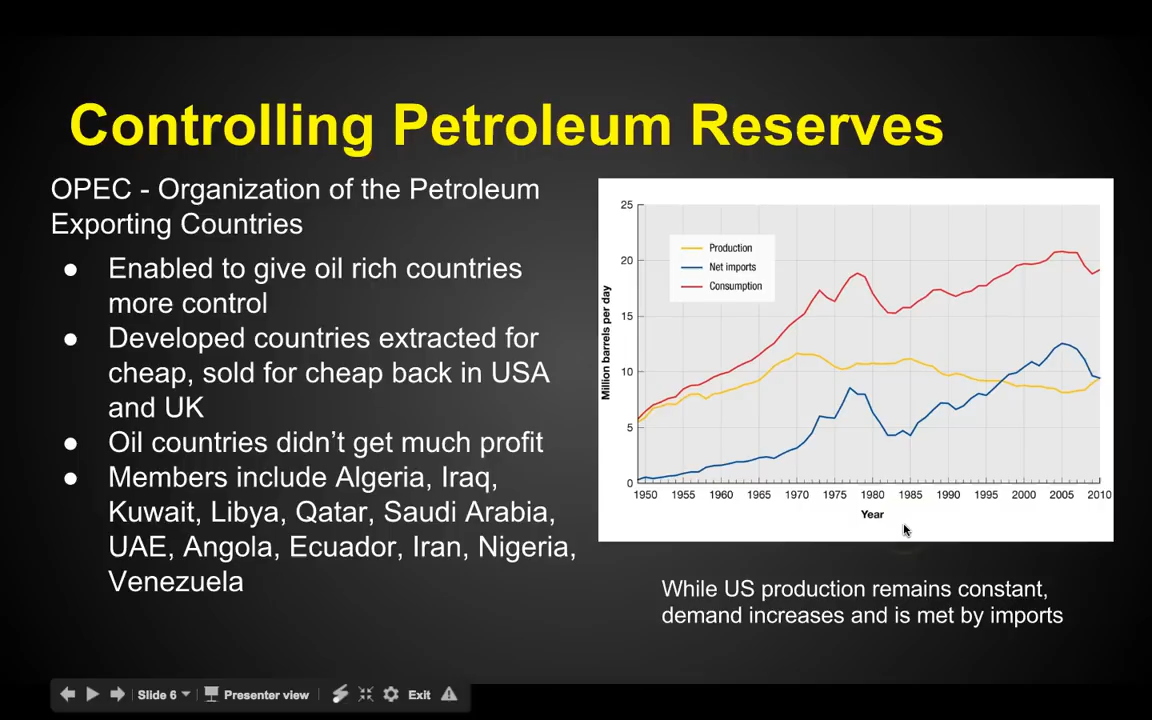 Controlling Petroleum Reserves
OPEC - Organization of the Petroleum
Exporting Countries
● Enabled to give oil rich countries
more control
● Developed countries extracted for
cheap, sold for cheap back in USA
and UK
● Oil countries didn't get much profit
● Members include Algeria, Iraq,
Kuwait, Libya, Qatar, Saudi Arabia,
UAE, Angola, Ecuador, Iran, Nigeria,
Venezuela
Million barrels per day
25
20
15
10
5
0
Production
Net imports
Consumption
1950 1955 1960 1965 1970 1975 1980 1985 1990 1995 2000 2005 2010
Year
While US production remains constant,
demand increases and is met by imports
Slide 6 Presenter view Exit